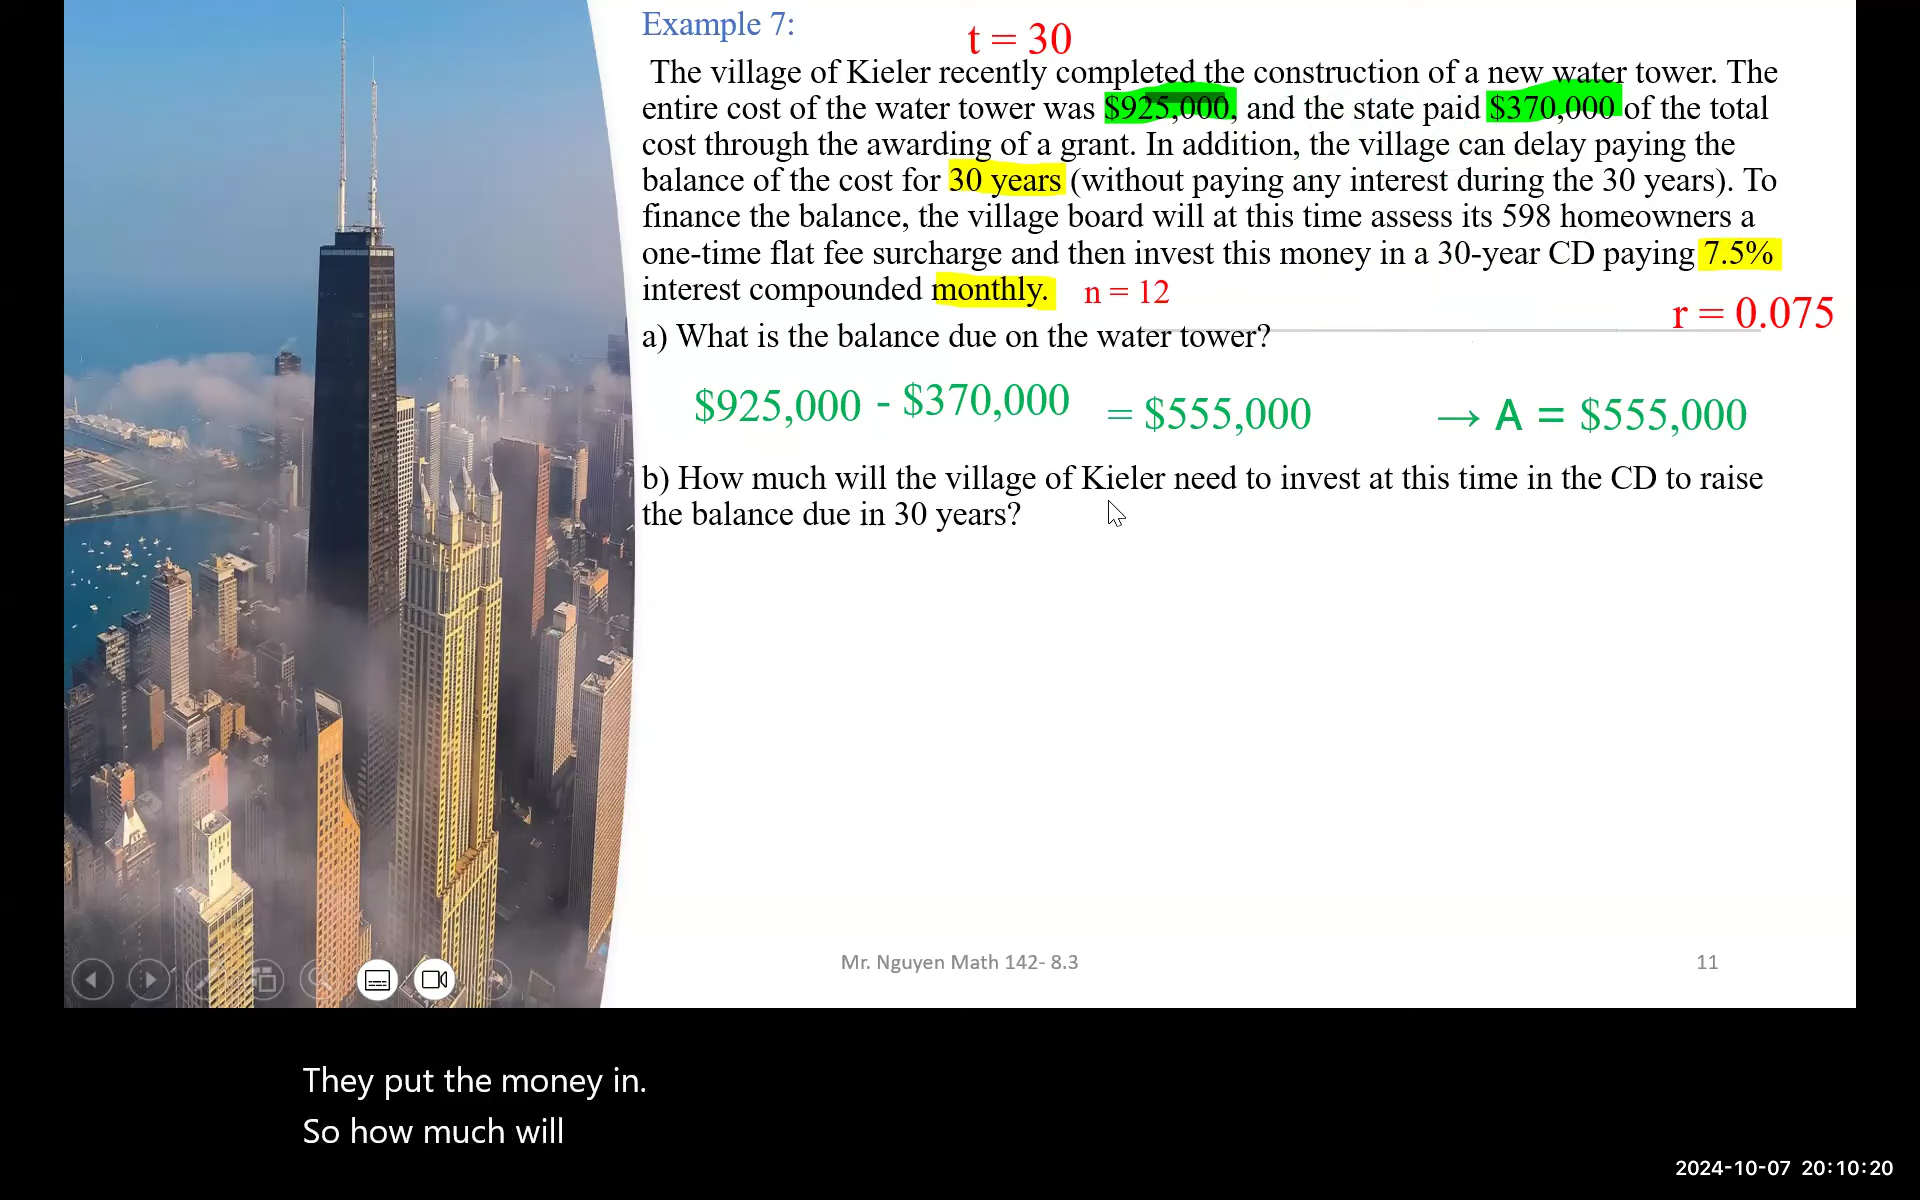 Example 7:
t = 30
The village of Kieler recently completed the construction of a new water tower. The
entire cost of the water tower was $925,000, and the state paid $370,000 of the total
cost through the awarding of a grant. In addition, the village can delay paying the
balance of the cost for 30 years (without paying any interest during the 30 years). To
finance the balance, the village board will at this time assess its 598 homeowners a
one-time flat fee surcharge and then invest this money in a 30-year CD paying 7.5%
interest compounded monthly. n = 12
r = 0.075
a) What is the balance due on the water tower?
$925,000 - $370,000 = $555,000 → A = $555,000
b) How much will the village of Kieler need to invest at this time in the CD to raise
the balance due in 30 years?
Mr. Nguyen Math 142- 8.3 11
They put the money in.
So how much will
2024-10-07 20:10:20